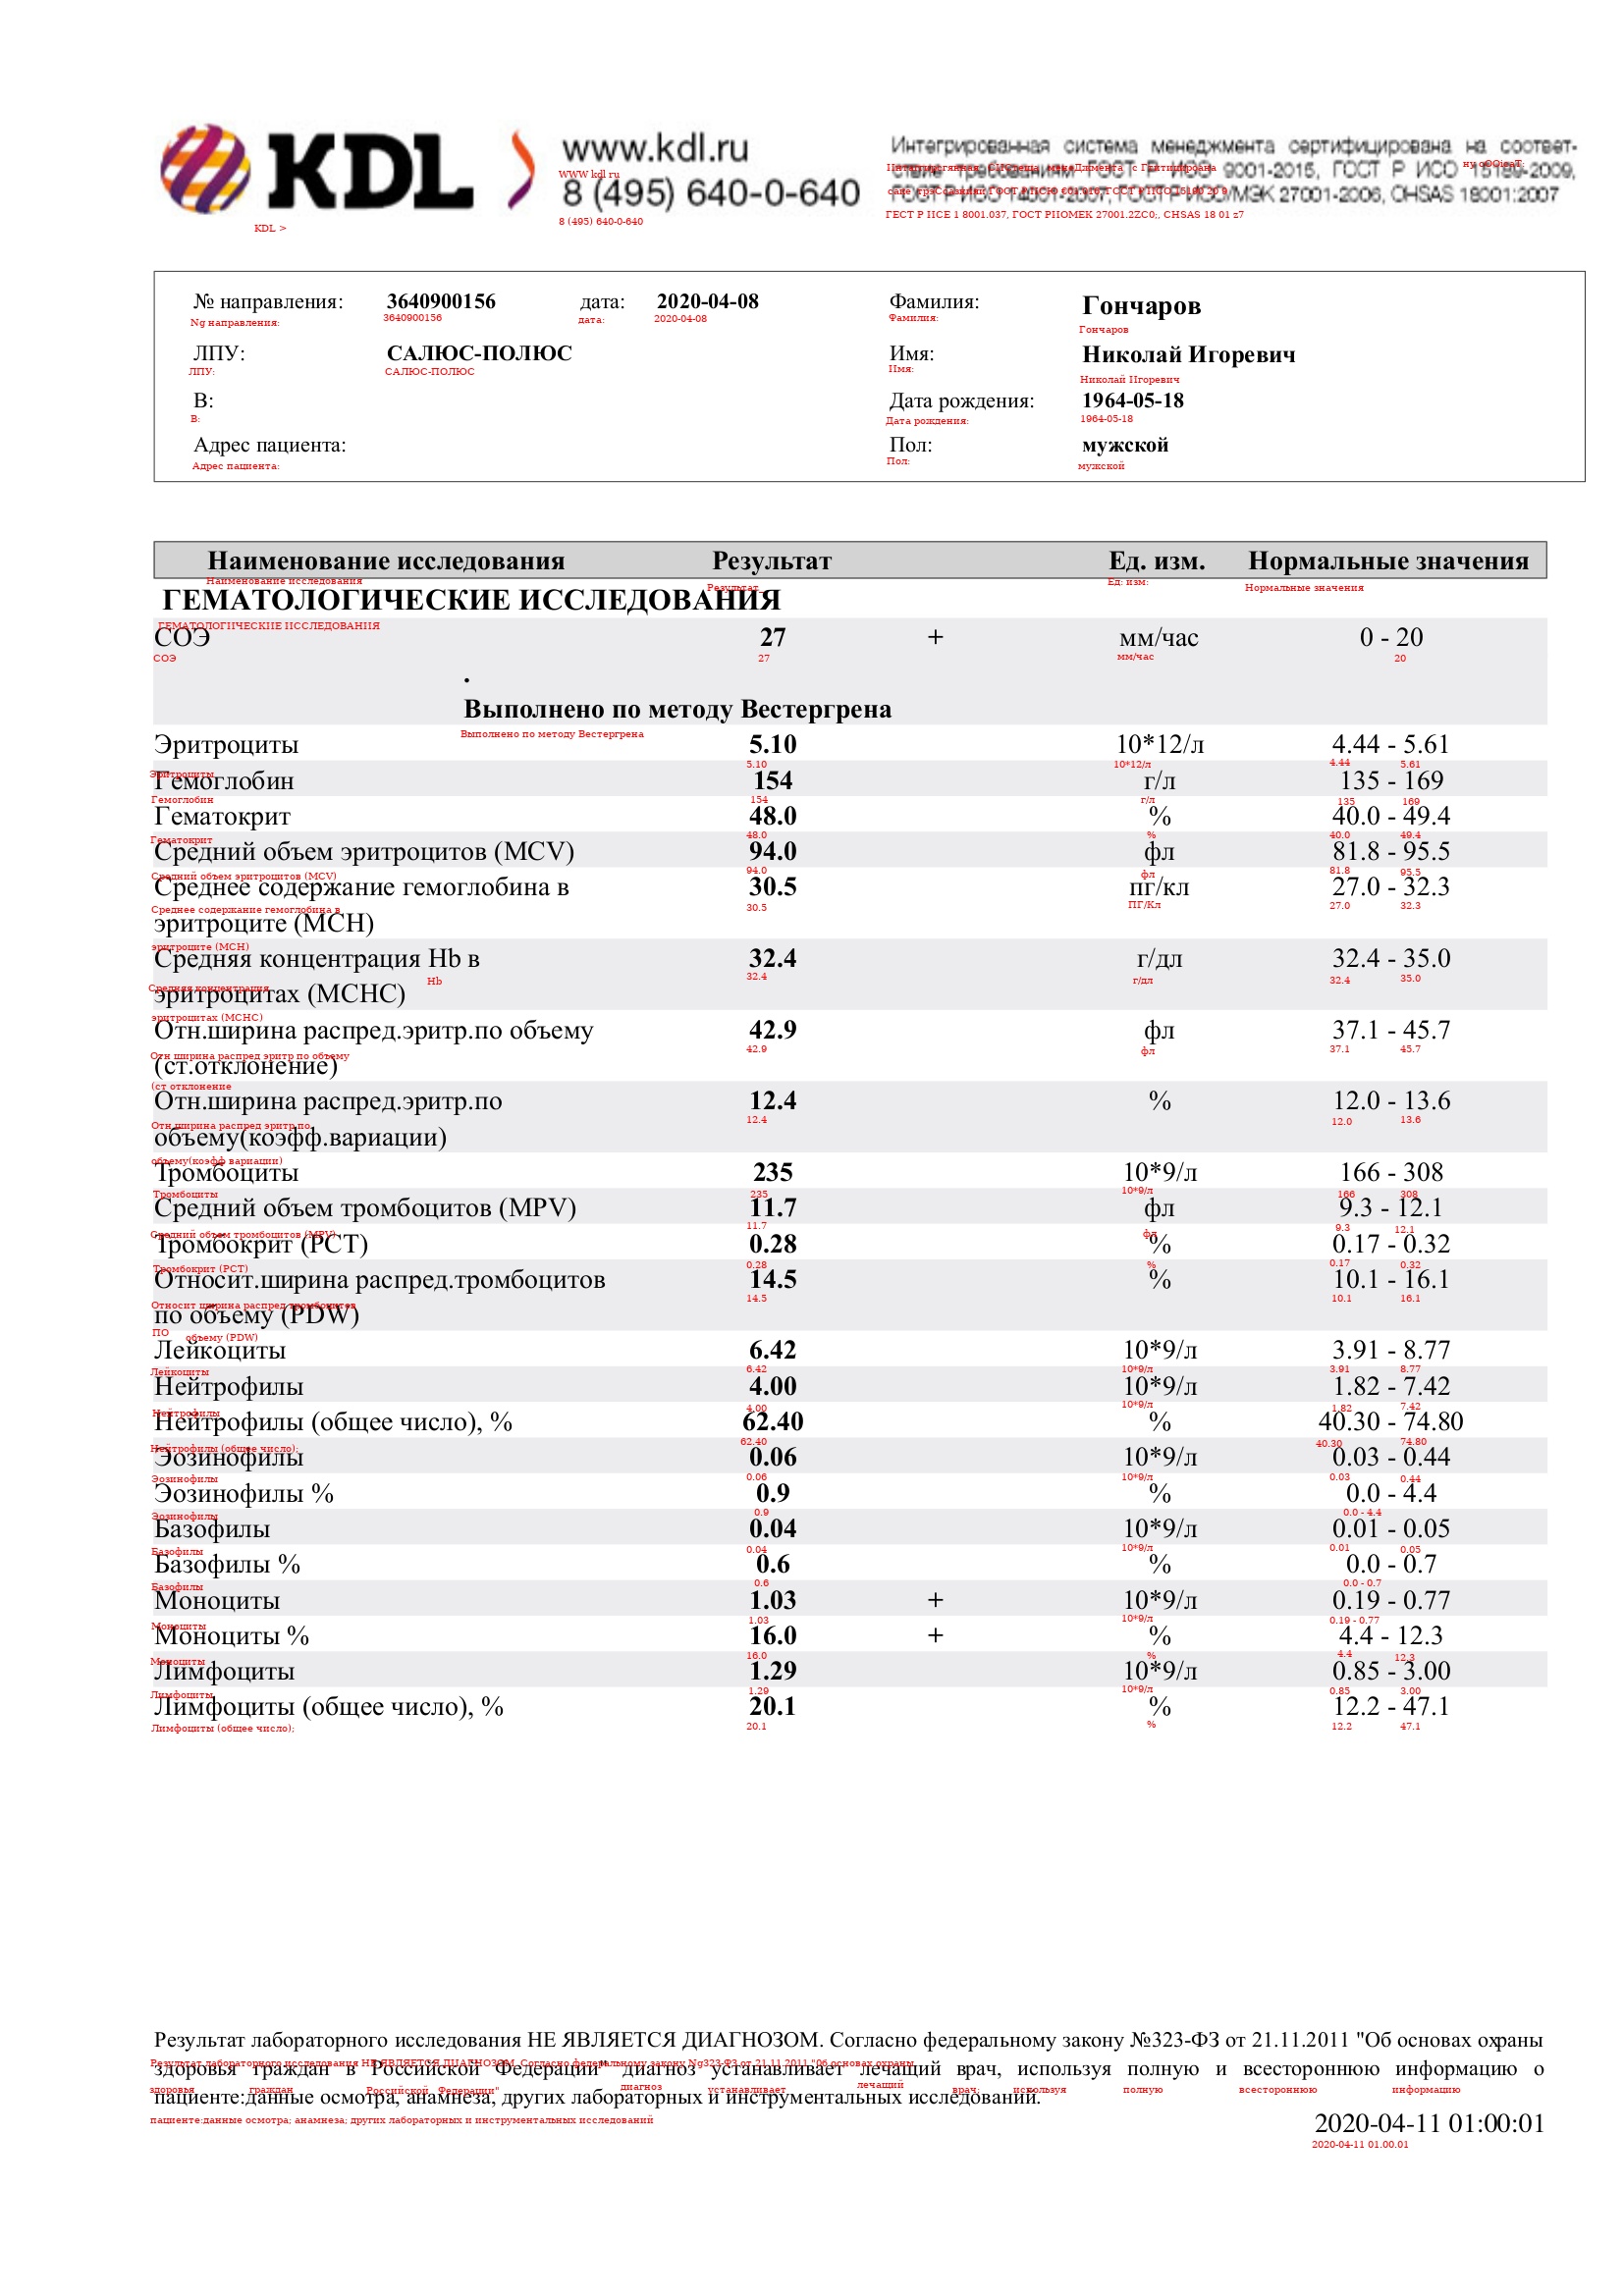 KDL
www.kdl.ru
8 (495) 640-0-640
Интегрированная система менеджмента сертифицирована на соответ-
ствие требованиям ГОСТ Р ИСО 9001-2015, ГОСТ Р ИСО 15189-2009,
ГОСТ Р ИСО 14001-2007, ГОСТ Р ИСО/МЭК 27001-2006, OHSAS 18001:2007
№ направления: 3640900156 дата: 2020-04-08 Фамилия: Гончаров
ЛПУ: САЛЮС-ПОЛЮС Имя: Николай Игоревич
В: Дата рождения: 1964-05-18
Адрес пациента: Пол: мужской
Наименование исследования Результат Ед. изм. Нормальные значения
ГЕМАТОЛОГИЧЕСКИЕ ИССЛЕДОВАНИЯ
СОЭ 27 + мм/час 0 - 20
.
Выполнено по методу Вестергрена
Эритроциты 5.10 10*12/л 4.44 - 5.61
Гемоглобин 154 г/л 135 - 169
Гематокрит 48.0 % 40.0 - 49.4
Средний объем эритроцитов (MCV) 94.0 фл 81.8 - 95.5
Среднее содержание гемоглобина в 30.5 пг/кл 27.0 - 32.3
эритроците (MCH)
Средняя концентрация Hb в 32.4 г/дл 32.4 - 35.0
эритроцитах (MCHC)
Отн.ширина распред.эритр.по объему 42.9 фл 37.1 - 45.7
(ст.отклонение)
Отн.ширина распред.эритр.по 12.4 % 12.0 - 13.6
объему(коэфф.вариации)
Тромбоциты 235 10*9/л 166 - 308
Средний объем тромбоцитов (MPV) 11.7 фл 9.3 - 12.1
Тромбокрит (PCT) 0.28 % 0.17 - 0.32
Относит.ширина распред.тромбоцитов 14.5 % 10.1 - 16.1
по объему (PDW)
Лейкоциты 6.42 10*9/л 3.91 - 8.77
Нейтрофилы 4.00 10*9/л 1.82 - 7.42
Нейтрофилы (общее число), % 62.40 % 40.30 - 74.80
Эозинофилы 0.06 10*9/л 0.03 - 0.44
Эозинофилы % 0.9 % 0.0 - 4.4
Базофилы 0.04 10*9/л 0.01 - 0.05
Базофилы % 0.6 % 0.0 - 0.7
Моноциты 1.03 + 10*9/л 0.19 - 0.77
Моноциты % 16.0 + % 4.4 - 12.3
Лимфоциты 1.29 10*9/л 0.85 - 3.00
Лимфоциты (общее число), % 20.1 % 12.2 - 47.1
Результат лабораторного исследования НЕ ЯВЛЯЕТСЯ ДИАГНОЗОМ. Согласно федеральному закону №323-ФЗ от 21.11.2011 "Об основах охраны
здоровья граждан в Российской Федерации" диагноз устанавливает лечащий врач, используя полную и всестороннюю информацию о
пациенте:данные осмотра, анамнеза, других лабораторных и инструментальных исследований.
2020-04-11 01:00:01